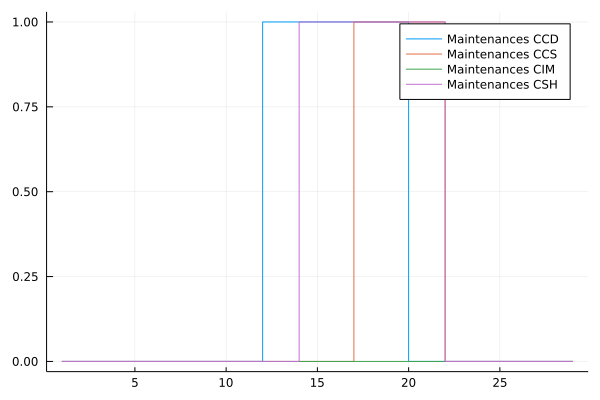 1.00
Maintenances CCD
Maintenances CCS
Maintenances CIM
Maintenances CSH
0.75
0.50
0.25
0.00
5 10 15 20 25